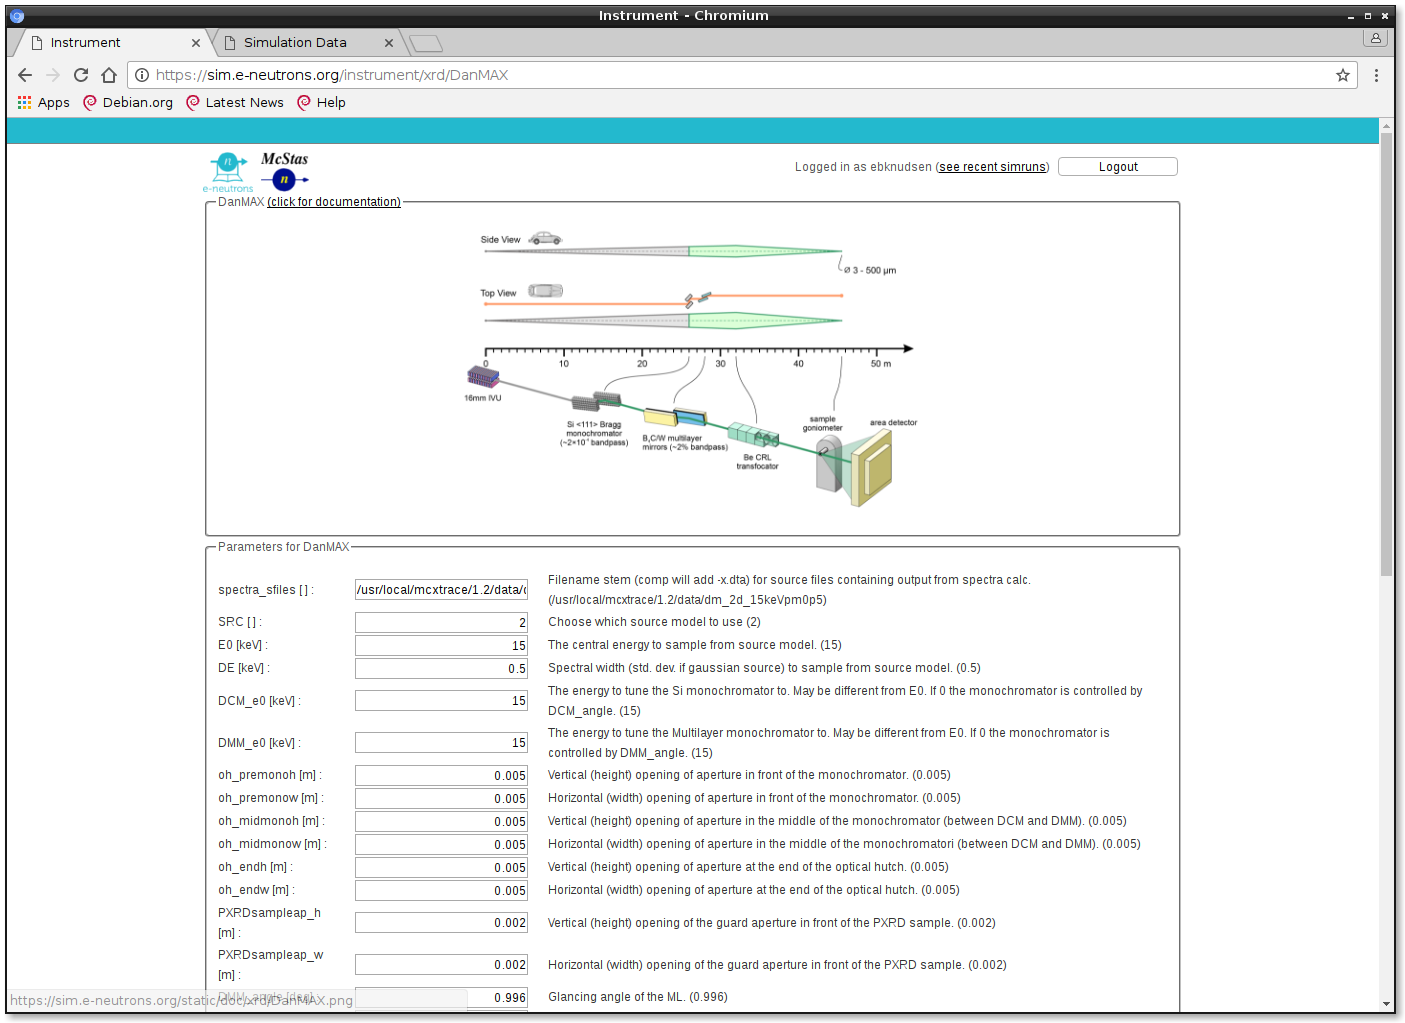 Instrument - Chromium
Instrument
Simulation Data
https://sim.e-neutrons.org/instrument/xrd/DanMAX
Apps
Debian.org
Latest News
Help
n
e-neutrons
McStas
n
Logged in as ebknudsen (see recent simruns)
Logout
DanMAX (click for documentation)
Side View
Ø 3 - 500 µm
Top View
0 10 20 30 40 50 m
16mm IVU
Si <111> Bragg
monochromator
(~2×10⁻⁴ bandpass)
B₄C/W multilayer
mirrors (~2% bandpass)
Be CRL
transfocator
sample
goniometer
area detector
Parameters for DanMAX
spectra_sfiles [ ] :
/usr/local/mcxtrace/1.2/data/
Filename stem (comp will add -x.dta) for source files containing output from spectra calc.
(/usr/local/mcxtrace/1.2/data/dm_2d_15keVpm0p5)
SRC [ ] :
2
Choose which source model to use (2)
E0 [keV] :
15
The central energy to sample from source model. (15)
DE [keV] :
0.5
Spectral width (std. dev. if gaussian source) to sample from source model. (0.5)
DCM_e0 [keV] :
15
The energy to tune the Si monochromator to. May be different from E0. If 0 the monochromator is controlled by
DCM_angle. (15)
DMM_e0 [keV] :
15
The energy to tune the Multilayer monochromator to. May be different from E0. If 0 the monochromator is
controlled by DMM_angle. (15)
oh_premonoh [m] :
0.005
Vertical (height) opening of aperture in front of the monochromator. (0.005)
oh_premonow [m] :
0.005
Horizontal (width) opening of aperture in front of the monochromator. (0.005)
oh_midmonoh [m] :
0.005
Vertical (height) opening of aperture in the middle of the monochromator (between DCM and DMM). (0.005)
oh_midmonow [m] :
0.005
Horizontal (width) opening of aperture in the middle of the monochromatori (between DCM and DMM). (0.005)
oh_endh [m] :
0.005
Vertical (height) opening of aperture at the end of the optical hutch. (0.005)
oh_endw [m] :
0.005
Horizontal (width) opening of aperture at the end of the optical hutch. (0.005)
PXRDsampleap_h
[m] :
0.002
Vertical (height) opening of the guard aperture in front of the PXRD sample. (0.002)
PXRDsampleap_w
[m] :
0.002
Horizontal (width) opening of the guard aperture in front of the PXRD sample. (0.002)
DMM_angle [deg] :
0.996
Glancing angle of the ML. (0.996)
https://sim.e-neutrons.org/static/doc/xrd/DanMAX.png